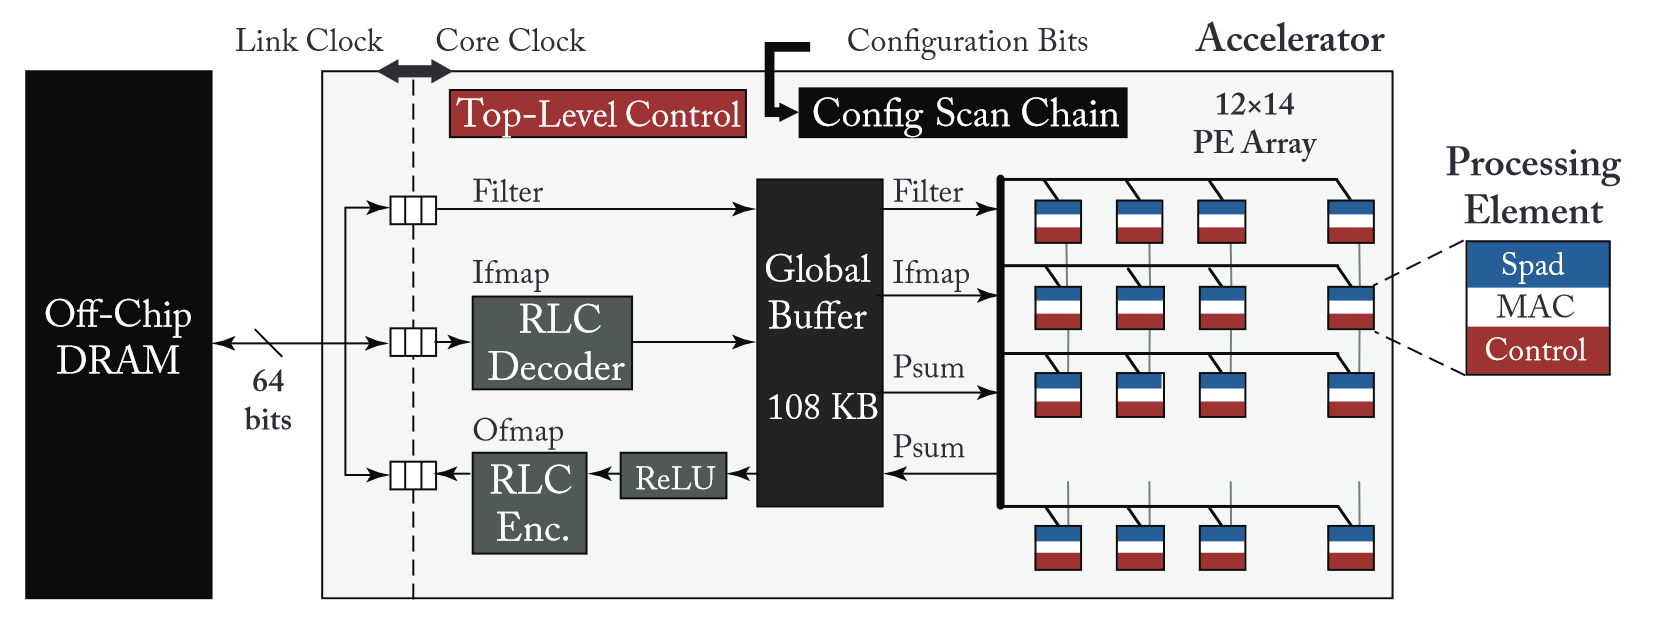 Link Clock
Core Clock
Configuration Bits
Accelerator
Top-Level Control
Config Scan Chain
12×14
PE Array
Processing
Element
Spad
MAC
Control
Off-Chip
DRAM
64
bits
Filter
Ifmap
RLC
Decoder
Ofmap
RLC
Enc.
ReLU
Global
Buffer
108 KB
Filter
Ifmap
Psum
Psum